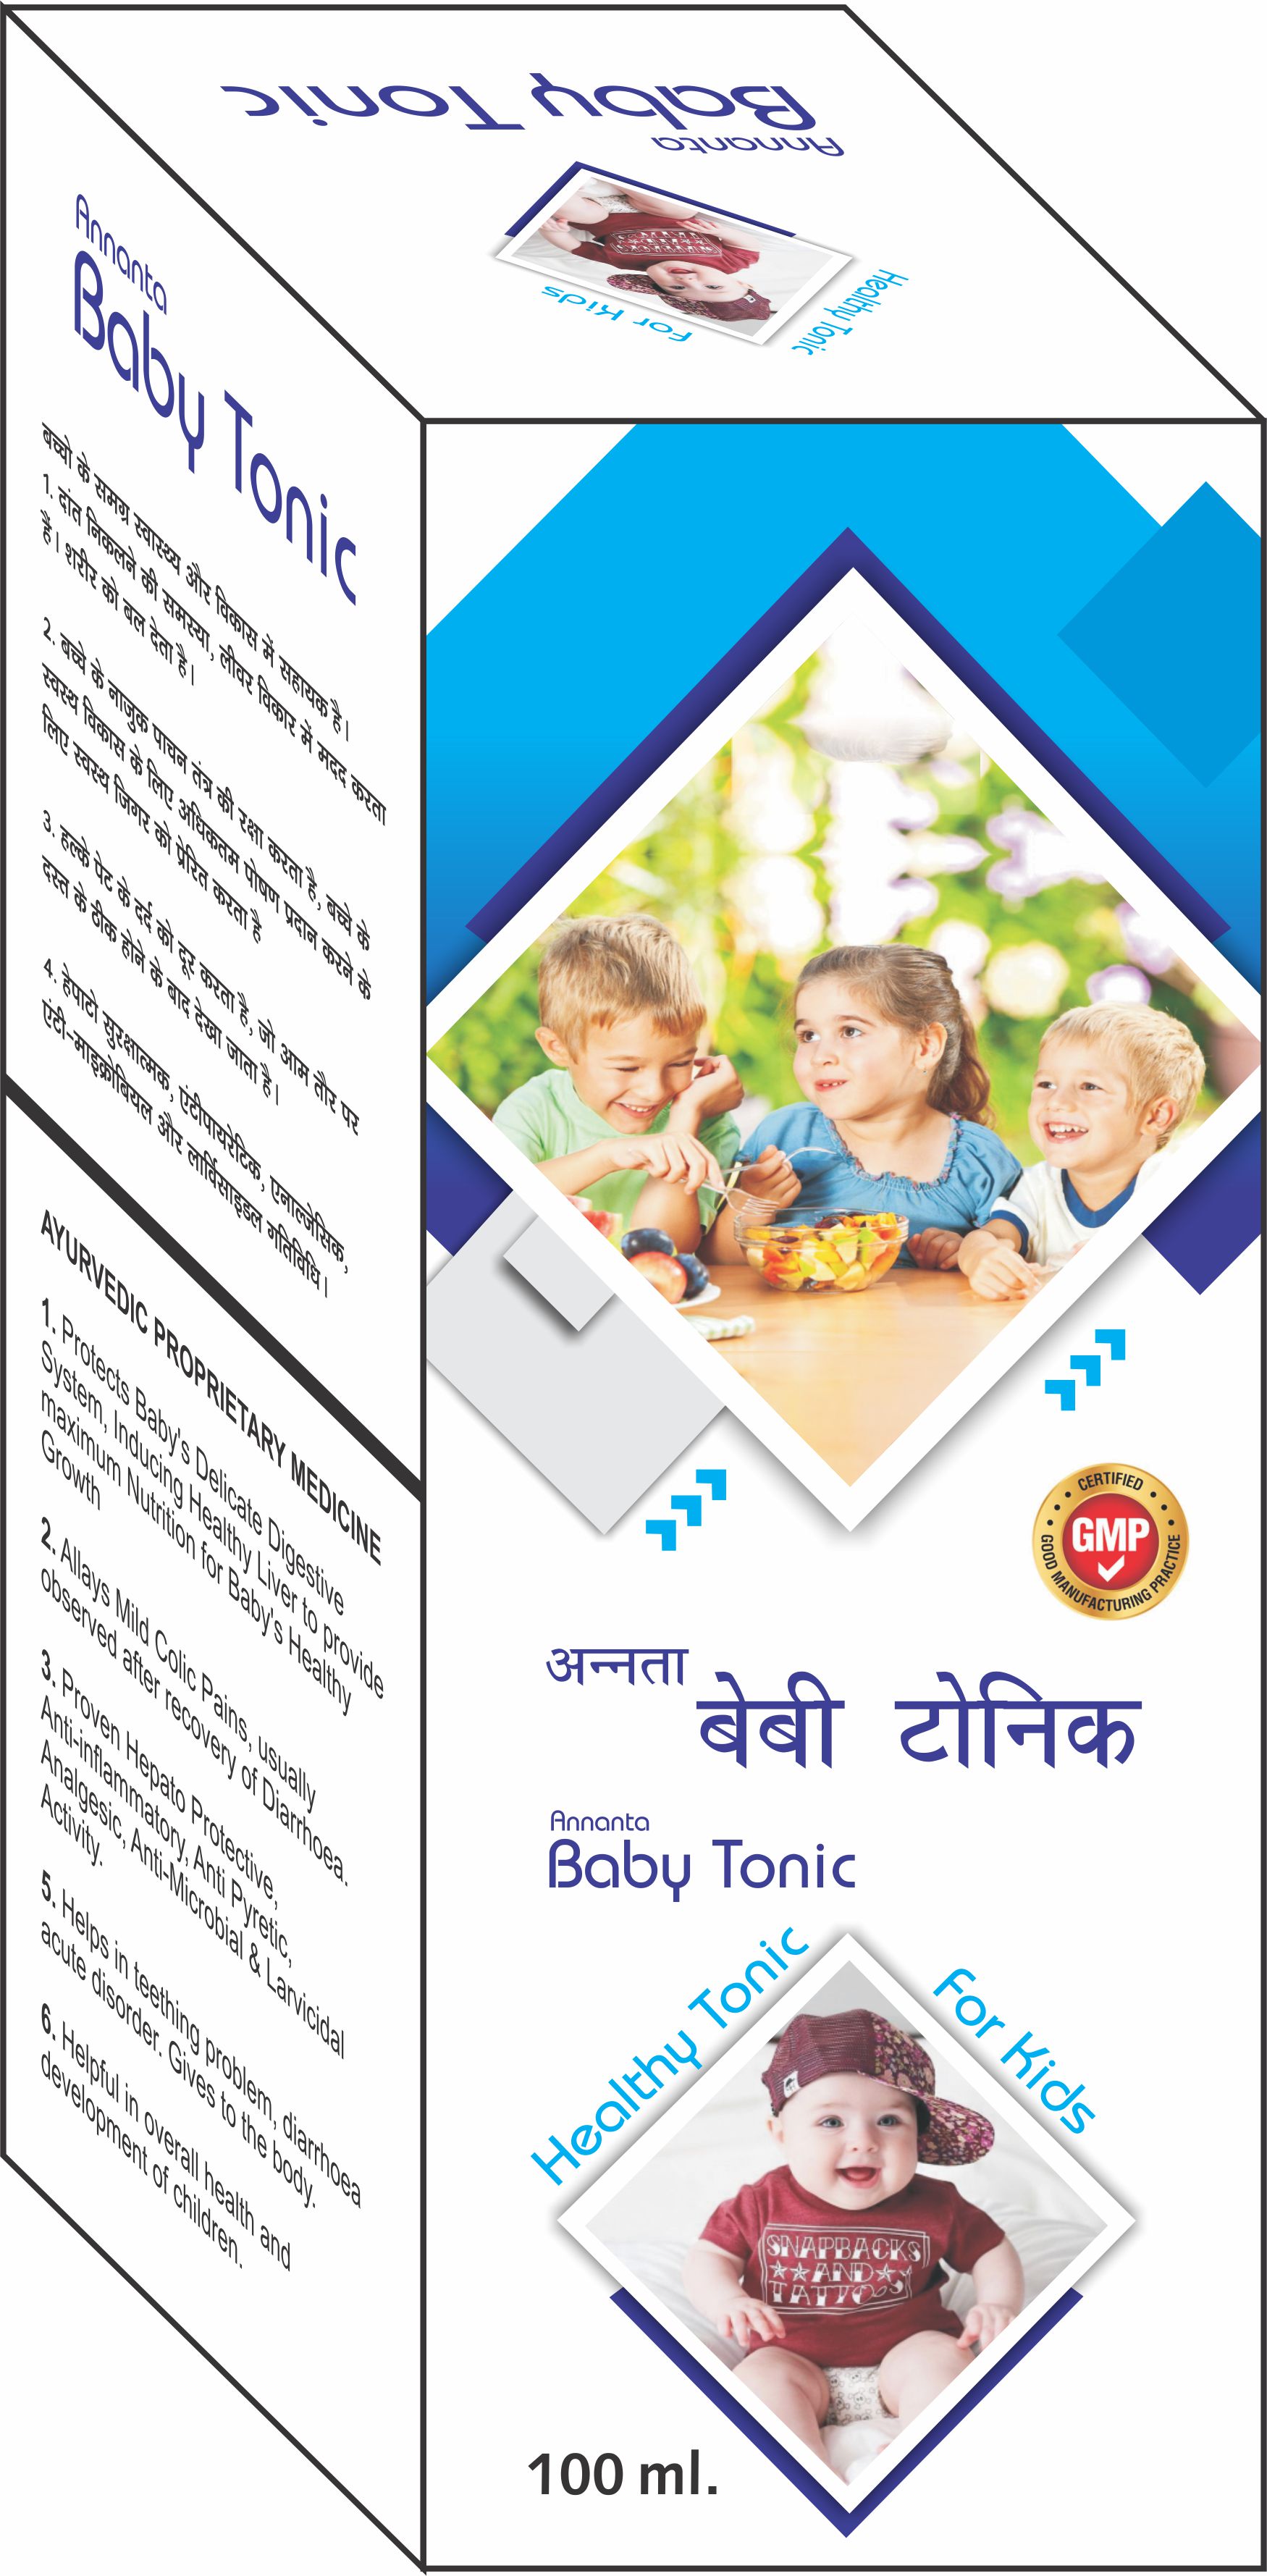 Annanta
Baby Tonic
Healthy Tonic
For Kids
Annanta
Baby Tonic
बच्चो के समग्र स्वास्थ्य और विकास में सहायक है।
1. दांत निकलने की समस्या, लीवर विकार में मदद करता
हैं। शरीर को बल देता है।
2. बच्चे के नाजुक पाचन तंत्र की रक्षा करता है, बच्चे के
स्वस्थ विकास के लिए अधिकतम पोषण प्रदान करने के
लिए स्वस्थ जिगर को प्रेरित करता है
3. हल्के पेट के दर्द को दूर करता है, जो आम तौर पर
दस्त के ठीक होने के बाद देखा जाता है।
4. हेपाटो सुरक्षात्मक, एंटीपायरेटिक, एनाल्जेसिक,
एंटी-माइक्रोबियल और लार्विसाइडल गतिविधि।
AYURVEDIC PROPRIETARY MEDICINE
1. Protects Baby's Delicate Digestive
System, Inducing Healthy Liver to provide
maximum Nutrition for Baby's Healthy
Growth
2. Allays Mild Colic Pains, usually
observed after recovery of Diarrhoea.
3. Proven Hepato Protective,
Anti-inflammatory, Anti Pyretic,
Analgesic, Anti-Microbial & Larvicidal
Activity.
5. Helps in teething problem, diarrhoea
acute disorder. Gives to the body.
6. Helpful in overall health and
development of children.
CERTIFIED
GMP
GOOD MANUFACTURING PRACTICE
अन्नता
बेबी टोनिक
Annanta
Baby Tonic
Healthy Tonic
For Kids
SNAPBACKS
AND
100 ml.